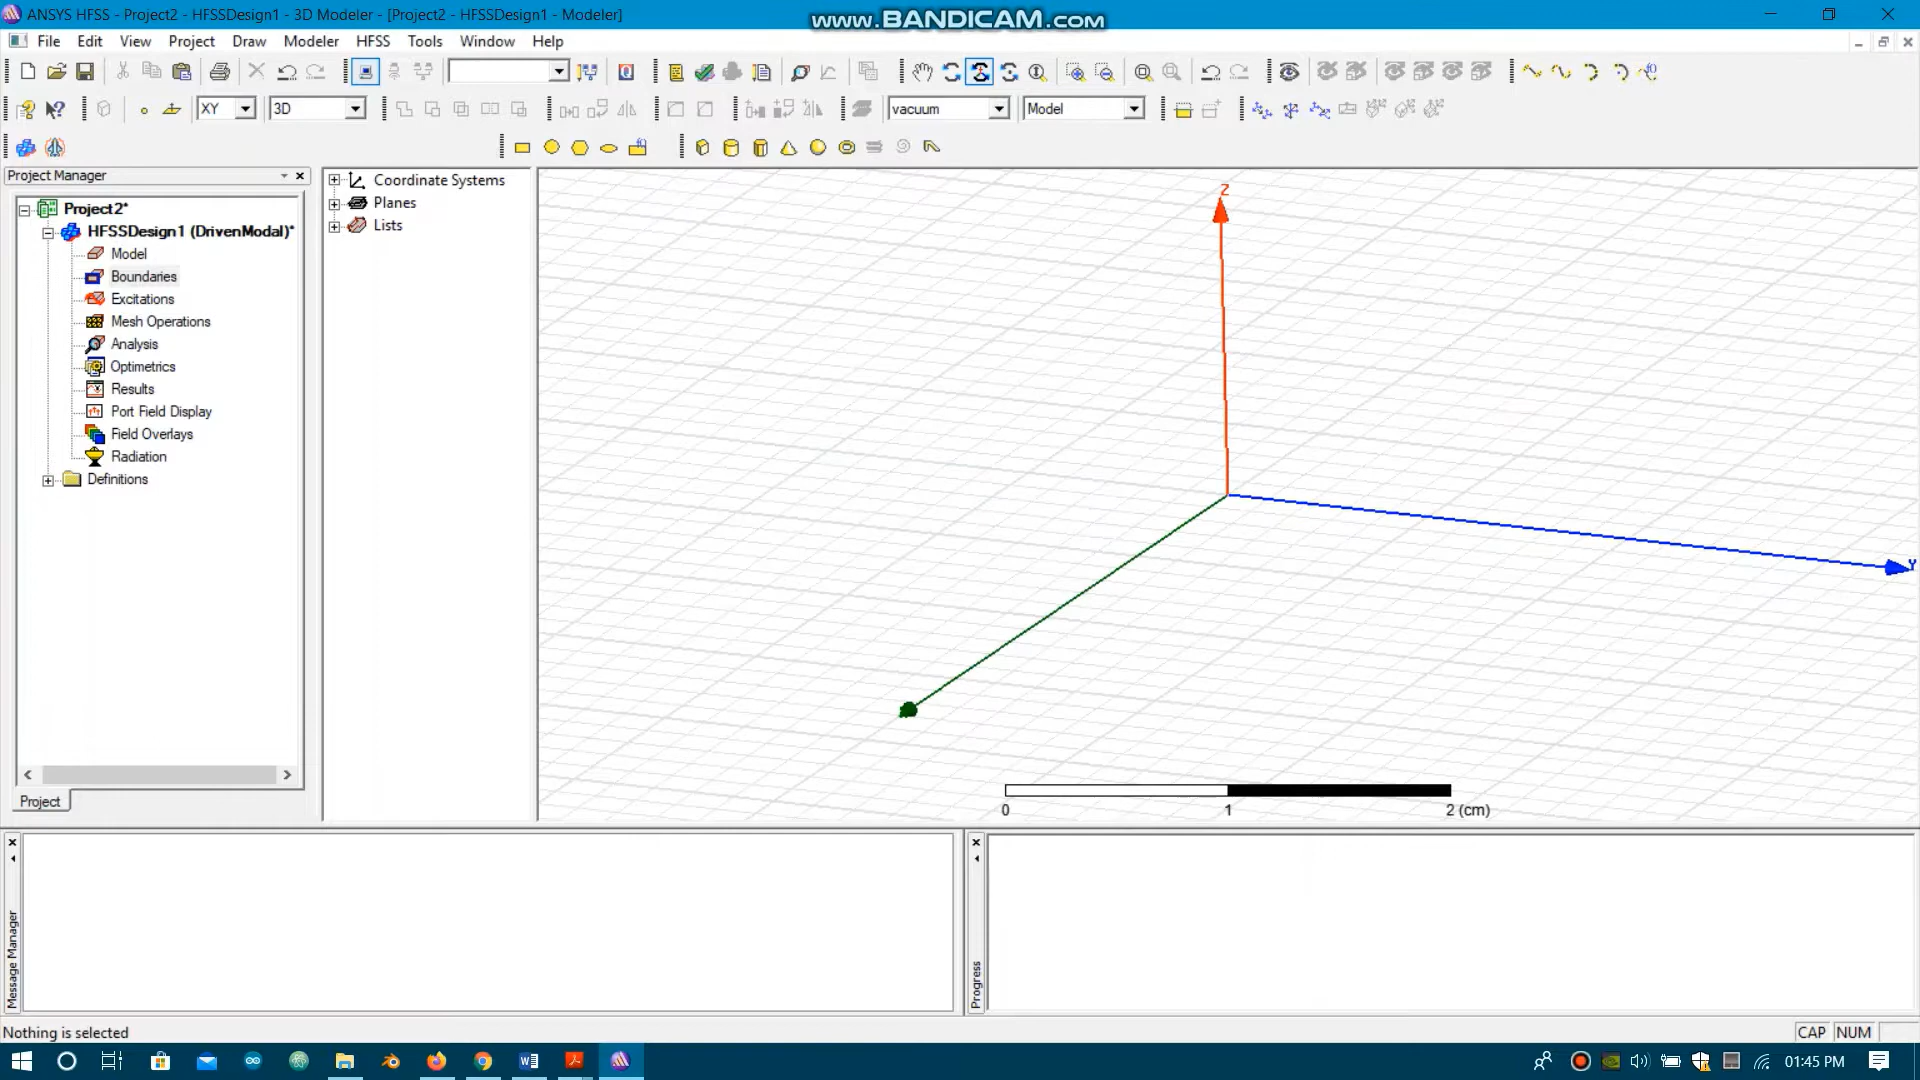 ANSYS HFSS - Project2 - HFSSDesign1 - 3D Modeler - [Project2 - HFSSDesign1 - Modeler]
www.BANDICAM.com
File Edit View Project Draw Modeler HFSS Tools Window Help
XY 3D vacuum Model
Project Manager
Project2*
HFSSDesign1 (DrivenModal)*
Model
Boundaries
Excitations
Mesh Operations
Analysis
Optimetrics
Results
Port Field Display
Field Overlays
Radiation
Definitions
Project
Coordinate Systems
Planes
Lists
Z
Y
0 1 2 (cm)
Message Manager
Progress
Nothing is selected
CAP NUM
01:45 PM